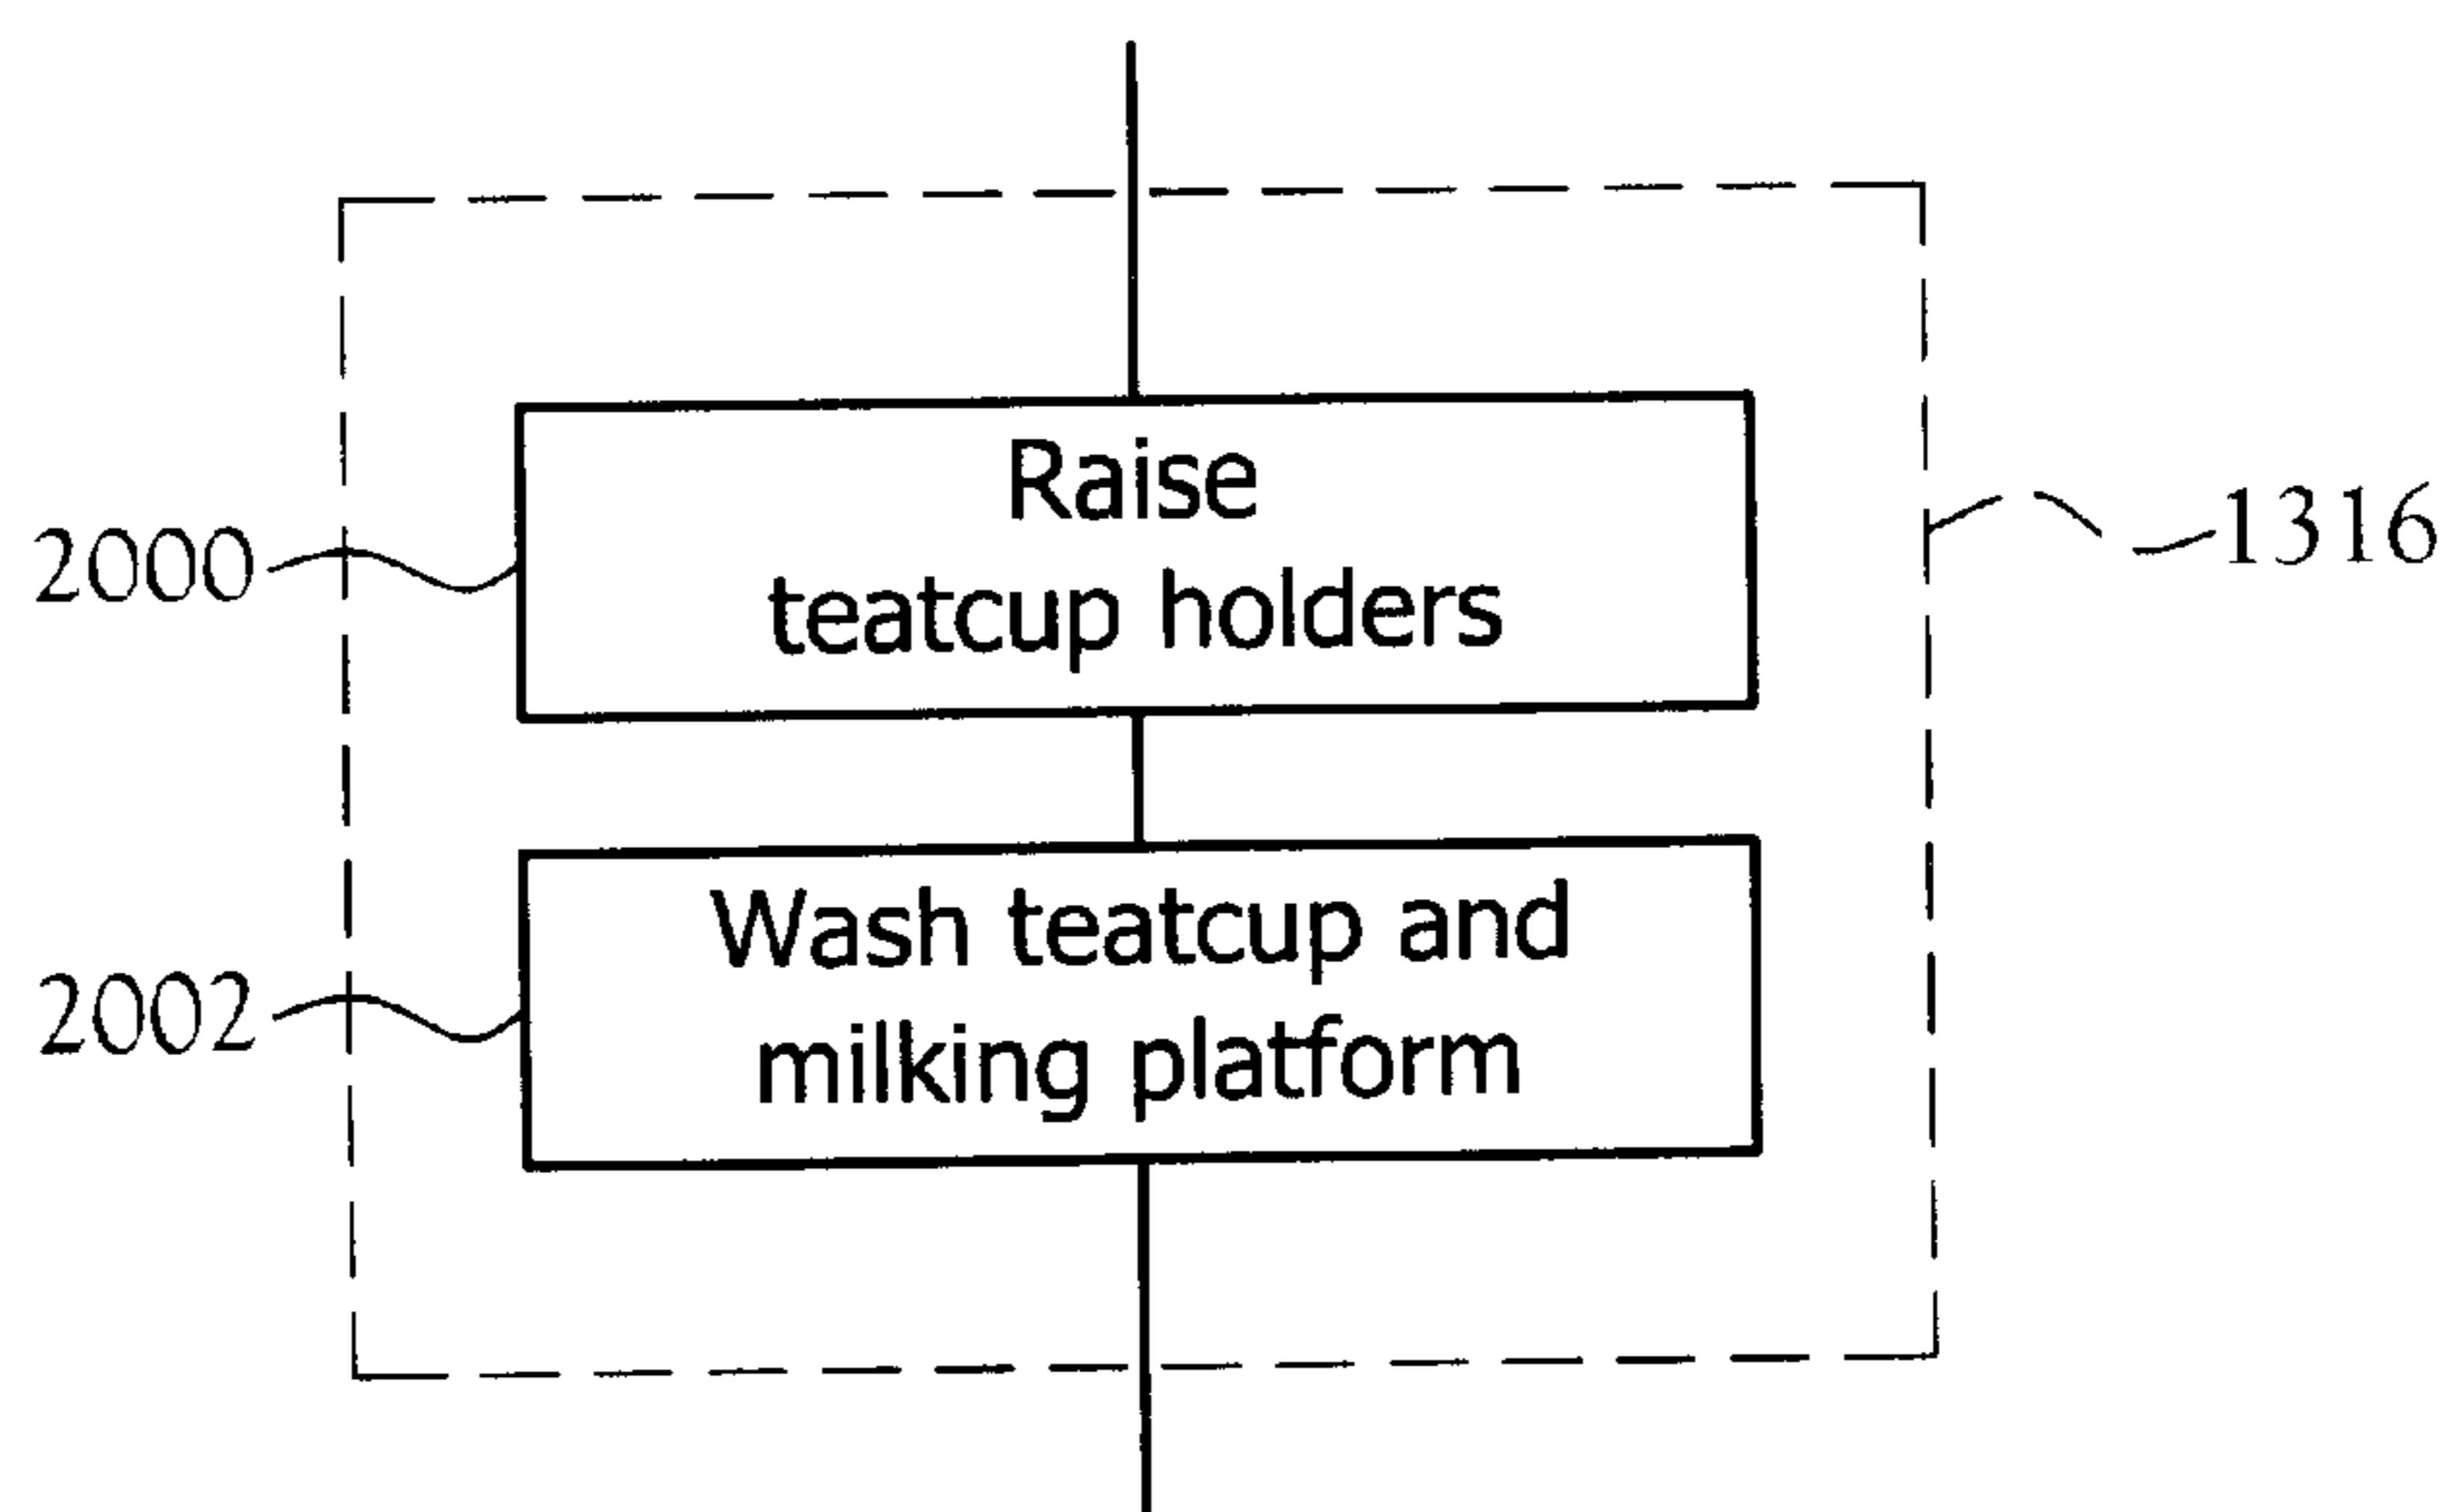 Raise
teatcup holders
2000
1316
Wash teatcup and
milking platform
2002